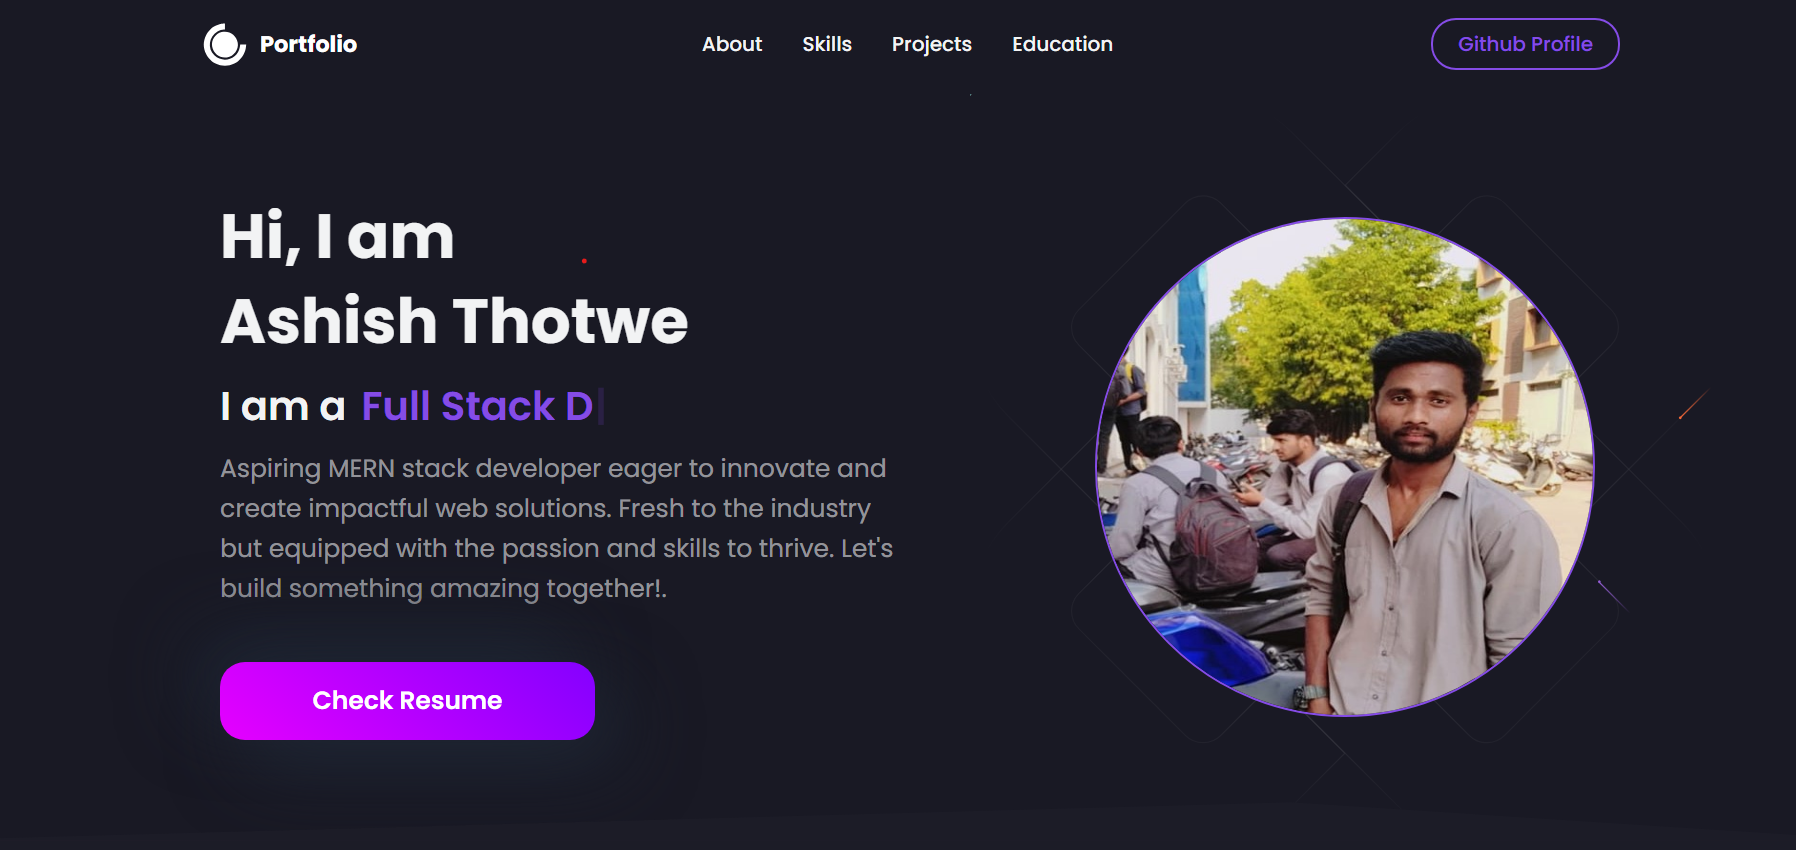 Portfolio
About
Skills
Projects
Education
Github Profile
Hi, I am
Ashish Thotwe
I am a Full Stack D
Aspiring MERN stack developer eager to innovate and
create impactful web solutions. Fresh to the industry
but equipped with the passion and skills to thrive. Let's
build something amazing together!.
Check Resume